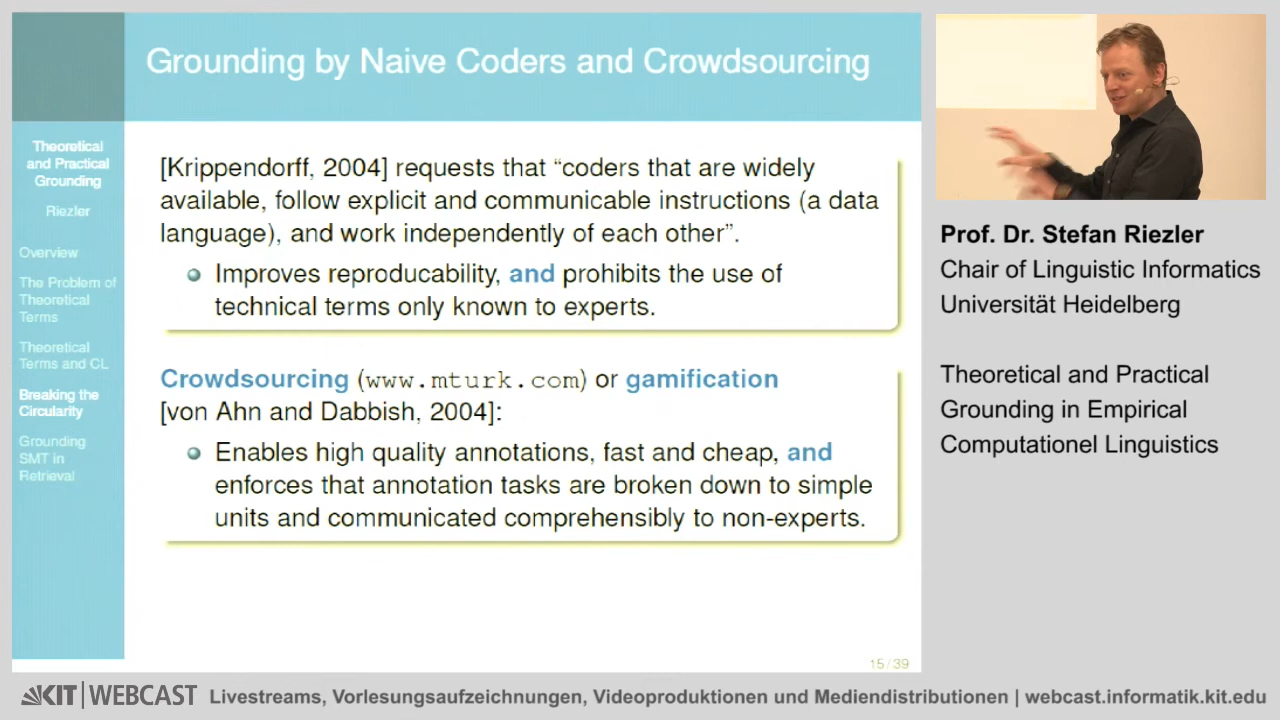 Grounding by Naive Coders and Crowdsourcing
Theoretical
and Practical
Grounding
Riezler
Overview
The Problem of
Theoretical
Terms
Theoretical
Terms and CL
Breaking the
Circularity
Grounding
SMT in
Retrieval
[Krippendorff, 2004] requests that “coders that are widely
available, follow explicit and communicable instructions (a data
language), and work independently of each other”.
Improves reproducability, and prohibits the use of
technical terms only known to experts.
Crowdsourcing (www.mturk.com) or gamification
[von Ahn and Dabbish, 2004]:
Enables high quality annotations, fast and cheap, and
enforces that annotation tasks are broken down to simple
units and communicated comprehensibly to non-experts.
15/39
Prof. Dr. Stefan Riezler
Chair of Linguistic Informatics
Universität Heidelberg
Theoretical and Practical
Grounding in Empirical
Computationel Linguistics
KIT | WEBCAST Livestreams, Vorlesungsaufzeichnungen, Videoproduktionen und Mediendistributionen | webcast.informatik.kit.edu